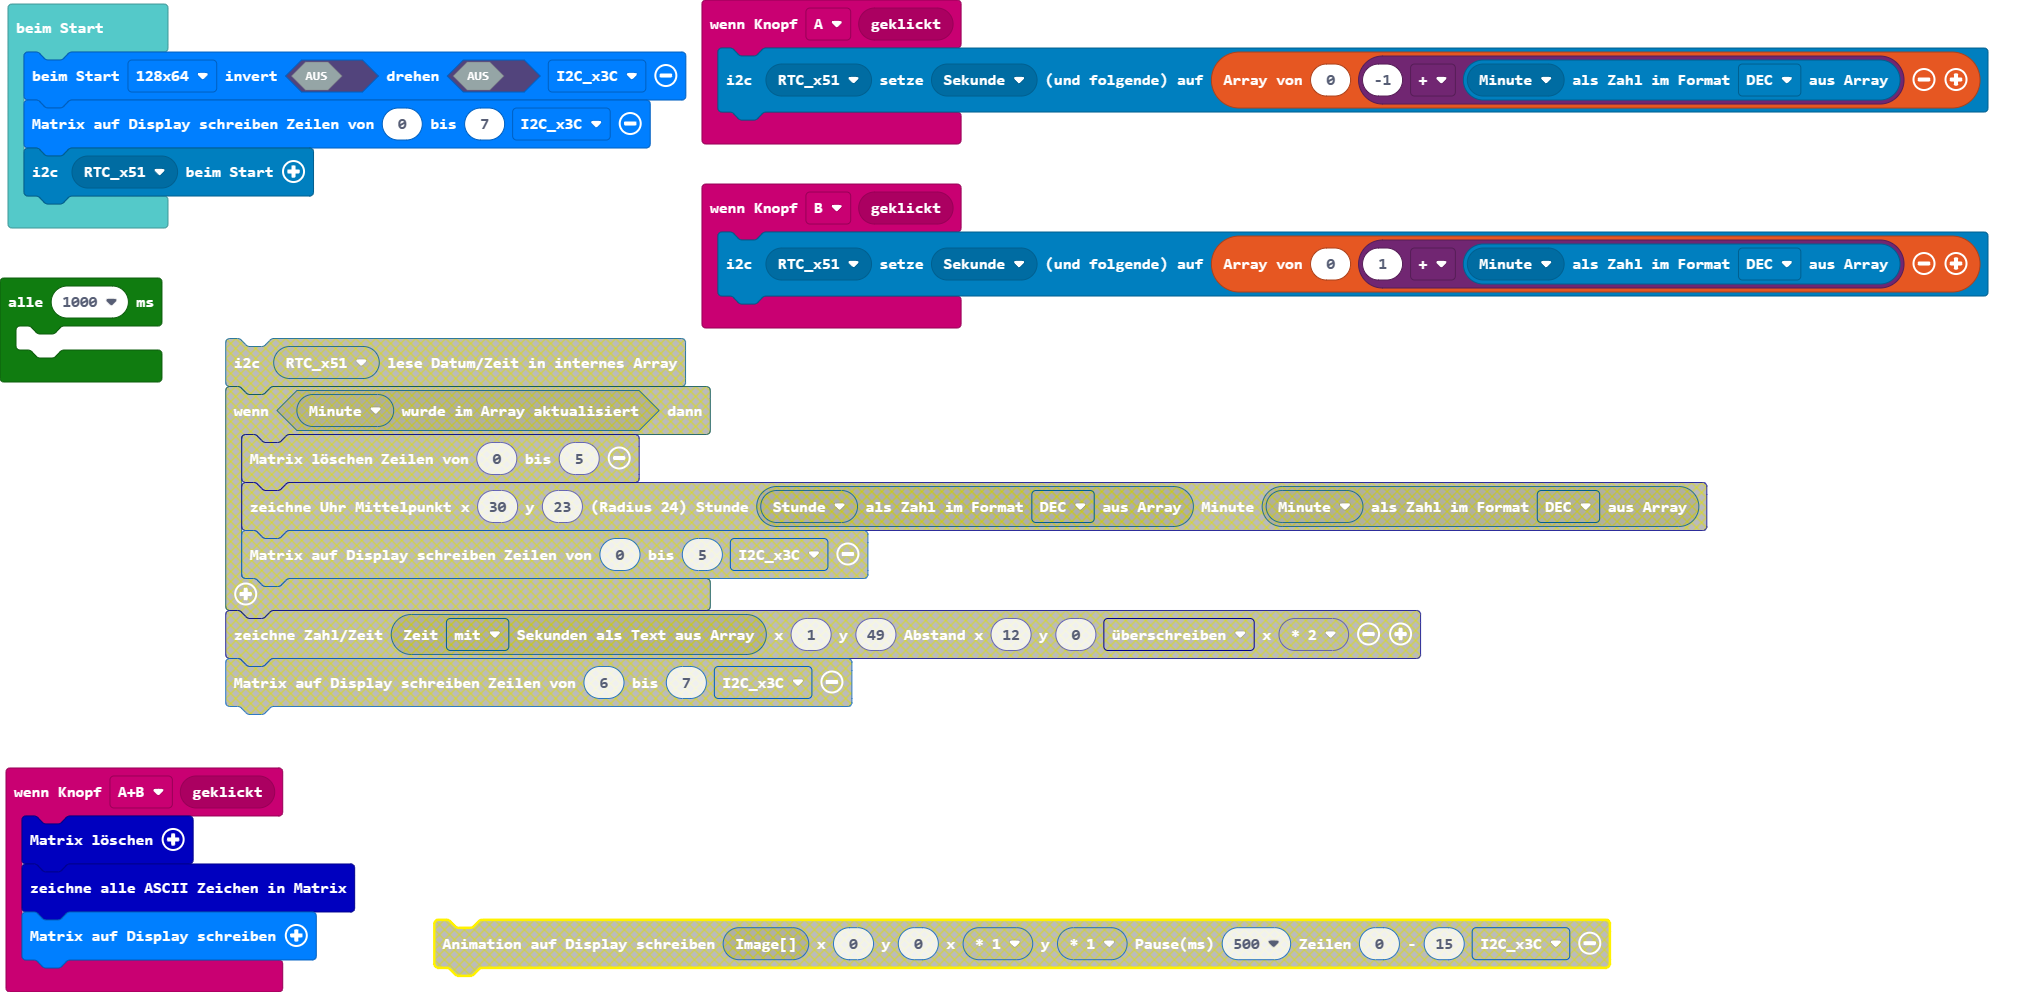 beim Start
beim Start 128x64 invert AUS drehen AUS I2C_x3C
Matrix auf Display schreiben Zeilen von 0 bis 7 I2C_x3C
i2c RTC_x51 beim Start
wenn Knopf A geklickt
i2c RTC_x51 setze Sekunde (und folgende) auf Array von 0 -1 + Minute als Zahl im Format DEC aus Array
wenn Knopf B geklickt
i2c RTC_x51 setze Sekunde (und folgende) auf Array von 0 1 + Minute als Zahl im Format DEC aus Array
alle 1000 ms
i2c RTC_x51 lese Datum/Zeit in internes Array
wenn Minute wurde im Array aktualisiert dann
Matrix löschen Zeilen von 0 bis 5
zeichne Uhr Mittelpunkt x 30 y 23 (Radius 24) Stunde Stunde als Zahl im Format DEC aus Array Minute Minute als Zahl im Format DEC aus Array
Matrix auf Display schreiben Zeilen von 0 bis 5 I2C_x3C
zeichne Zahl/Zeit Zeit mit Sekunden als Text aus Array x 1 y 49 Abstand x 12 y 0 überschreiben x * 2
Matrix auf Display schreiben Zeilen von 6 bis 7 I2C_x3C
wenn Knopf A+B geklickt
Matrix löschen
zeichne alle ASCII Zeichen in Matrix
Matrix auf Display schreiben
Animation auf Display schreiben Image[] x 0 y 0 x * 1 y * 1 Pause(ms) 500 Zeilen 0 - 15 I2C_x3C